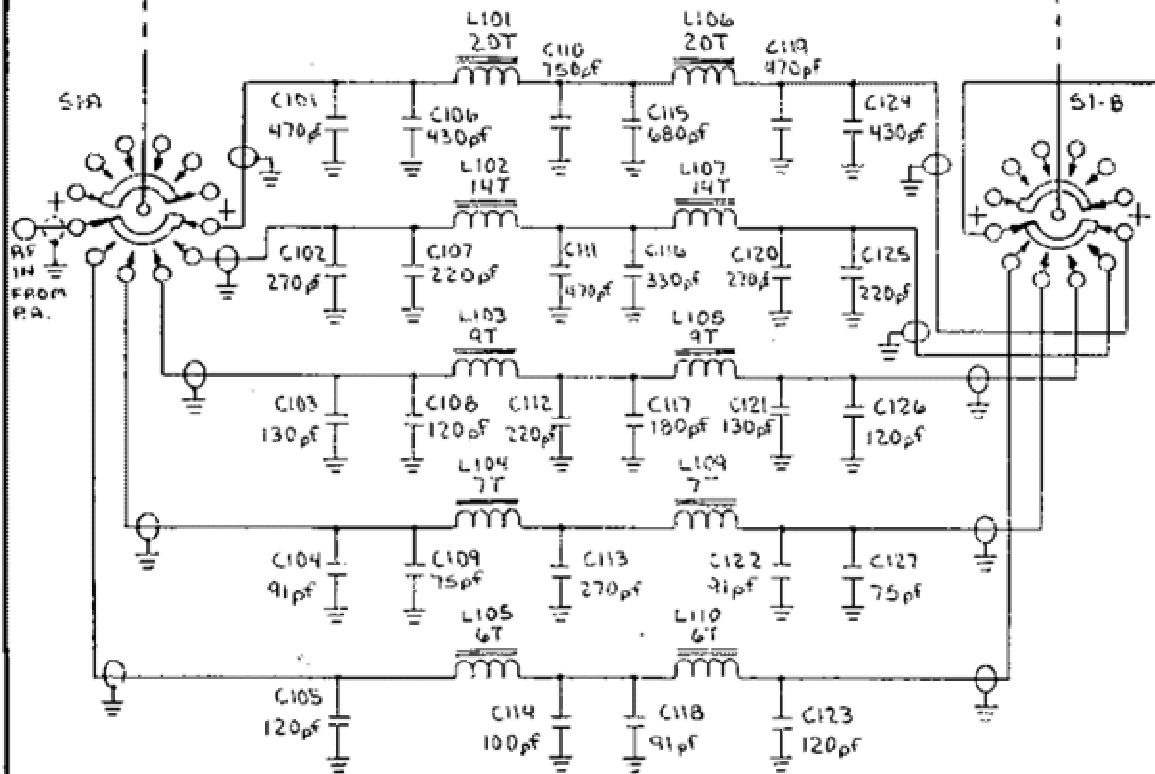 L101
20T
L106
20T
C110
750pf
C119
470pf
S1A
C101
470pf
C106
430pf
C115
680pf
C124
430pf
S1-B
L102
14T
L107
14T
+
+
+
+
RF
IN
FROM
P.A.
C102
270pf
C107
220pf
C111
470pf
C116
330pf
C120
270pf
C125
220pf
L103
9T
L105
9T
C103
130pf
C108
120pf
C112
220pf
C117
180pf
C121
130pf
C126
120pf
L104
7T
L109
C104
91pf
C109
75pf
C113
270pf
C122
91pf
C127
75pf
L105
6T
L110
6T
C105
120pf
C114
100pf
C118
91pf
C123
120pf